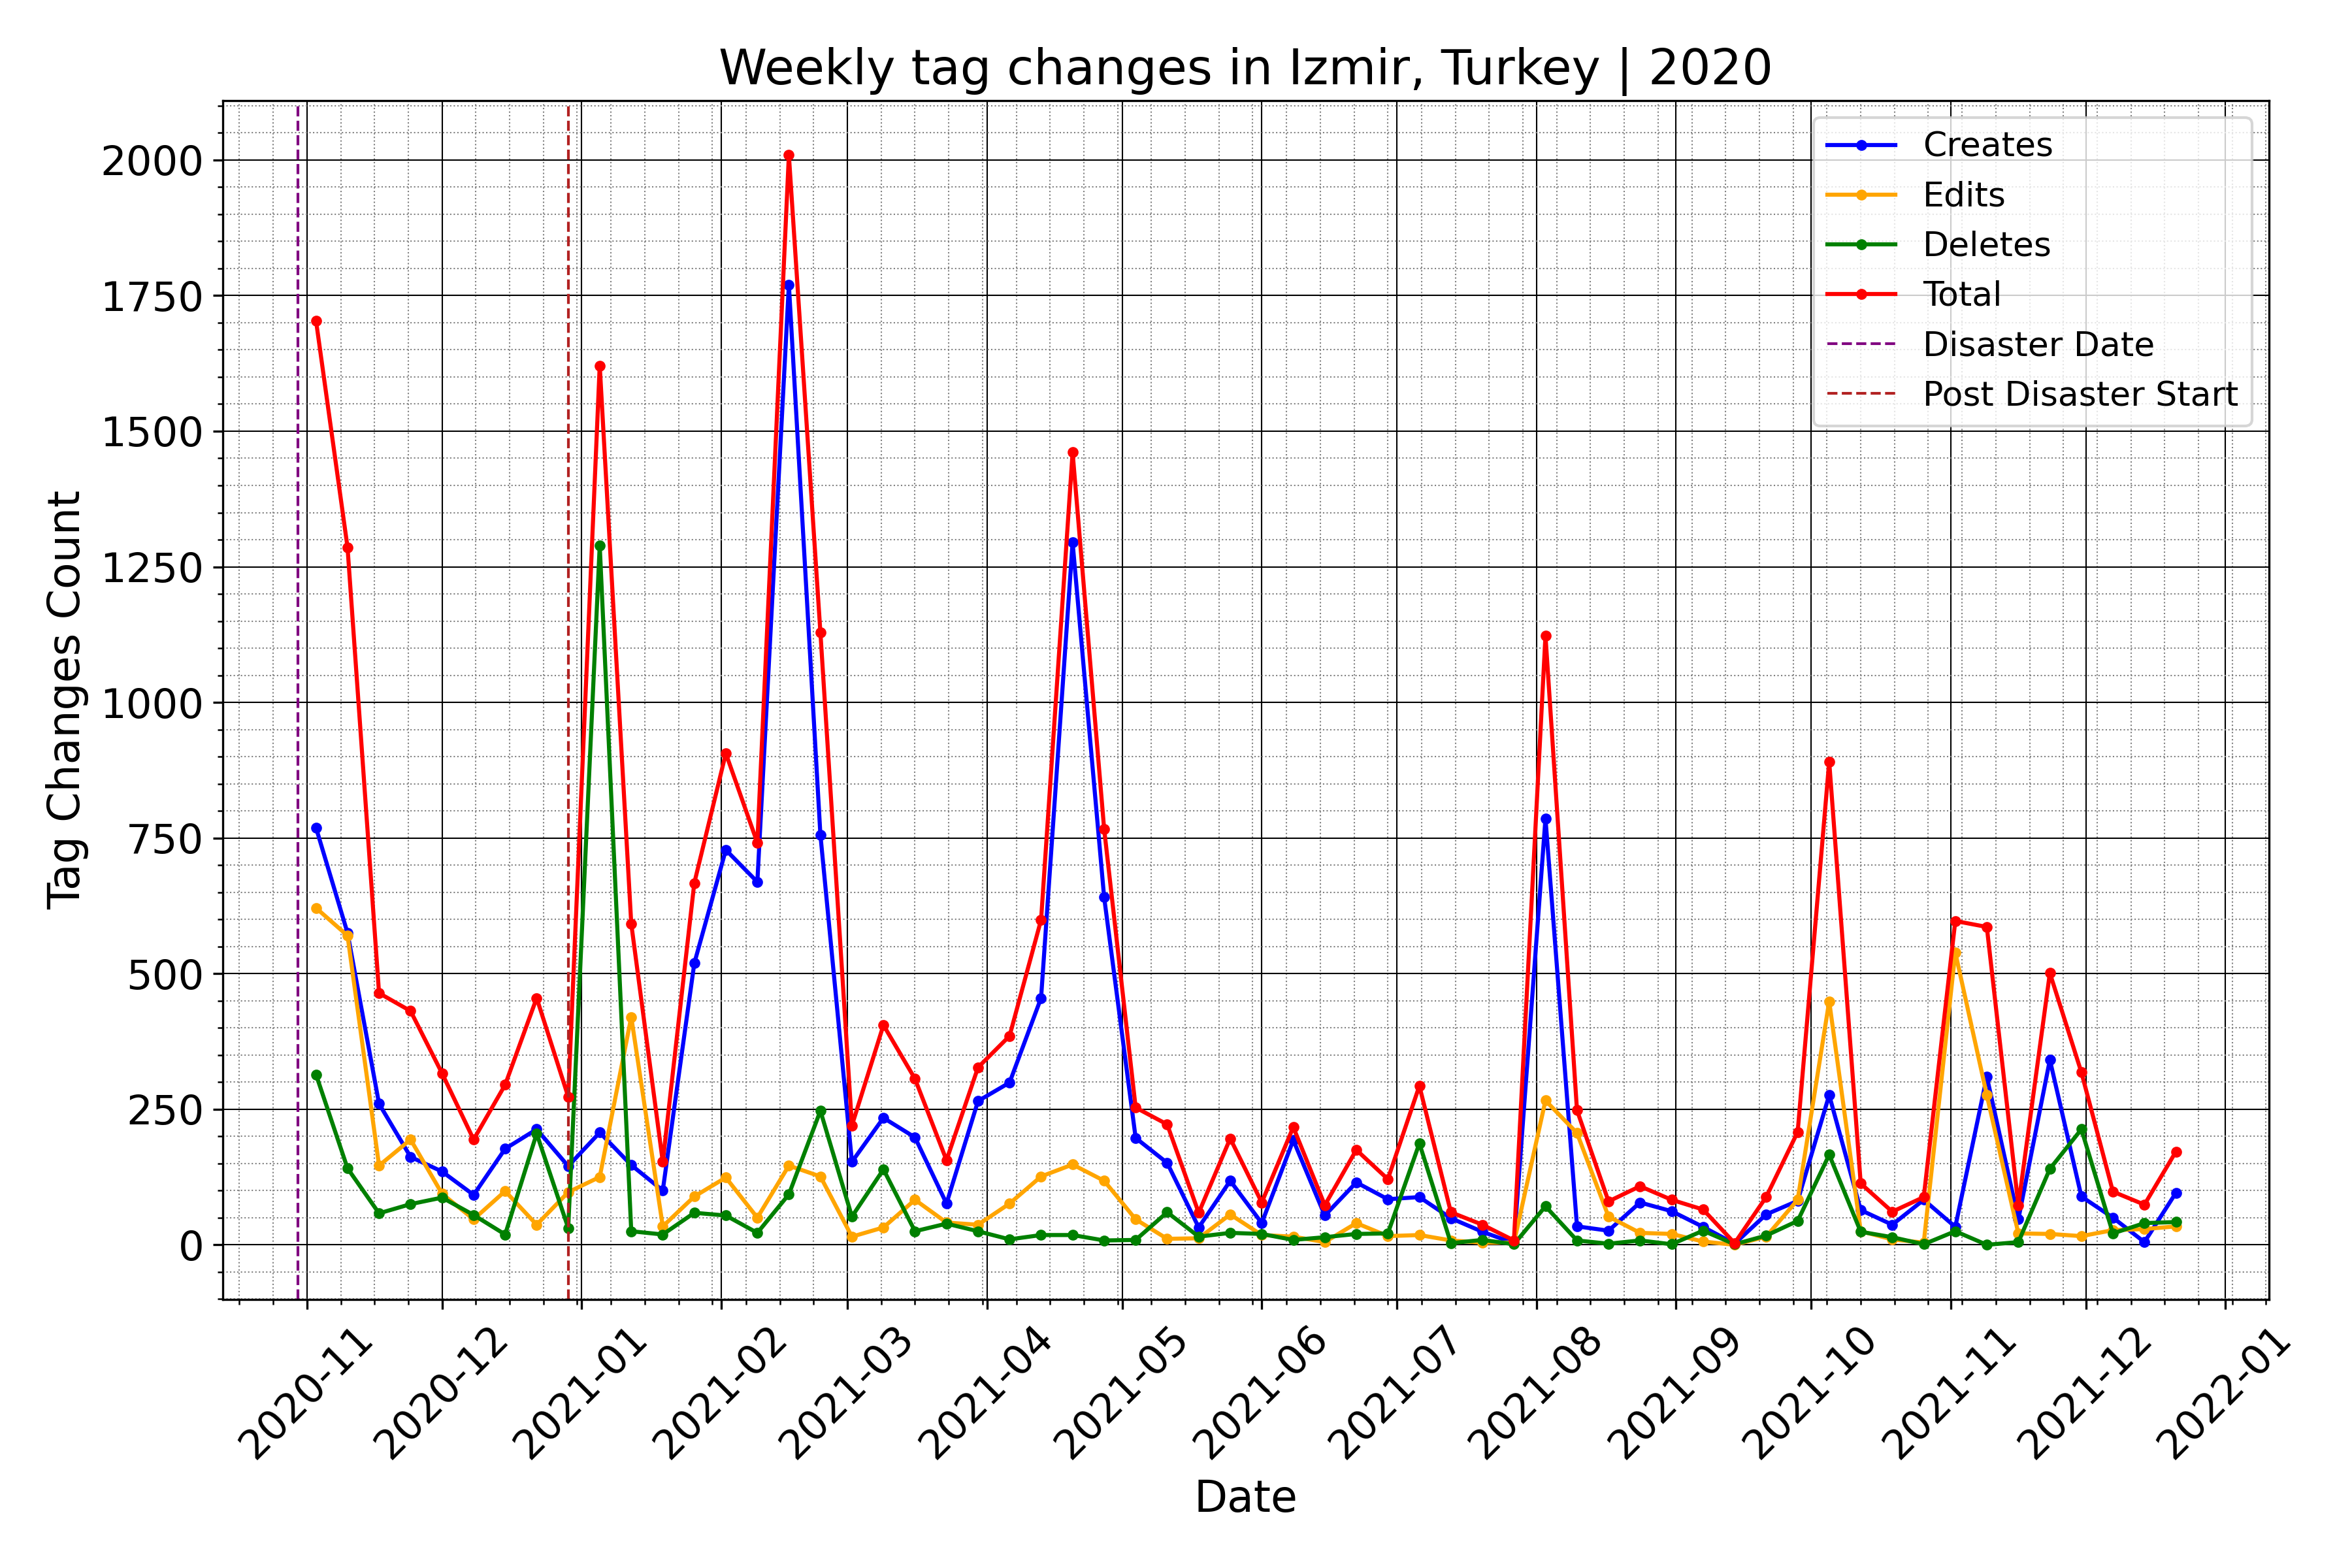 Weekly tag changes in Izmir, Turkey | 2020
Tag Changes Count
2000
1750
1500
1250
1000
750
500
250
0
Creates
Edits
Deletes
Total
Disaster Date
Post Disaster Start
2020-11
2020-12
2021-01
2021-02
2021-03
2021-04
2021-05
2021-06
2021-07
2021-08
2021-09
2021-10
2021-11
2021-12
2022-01
Date